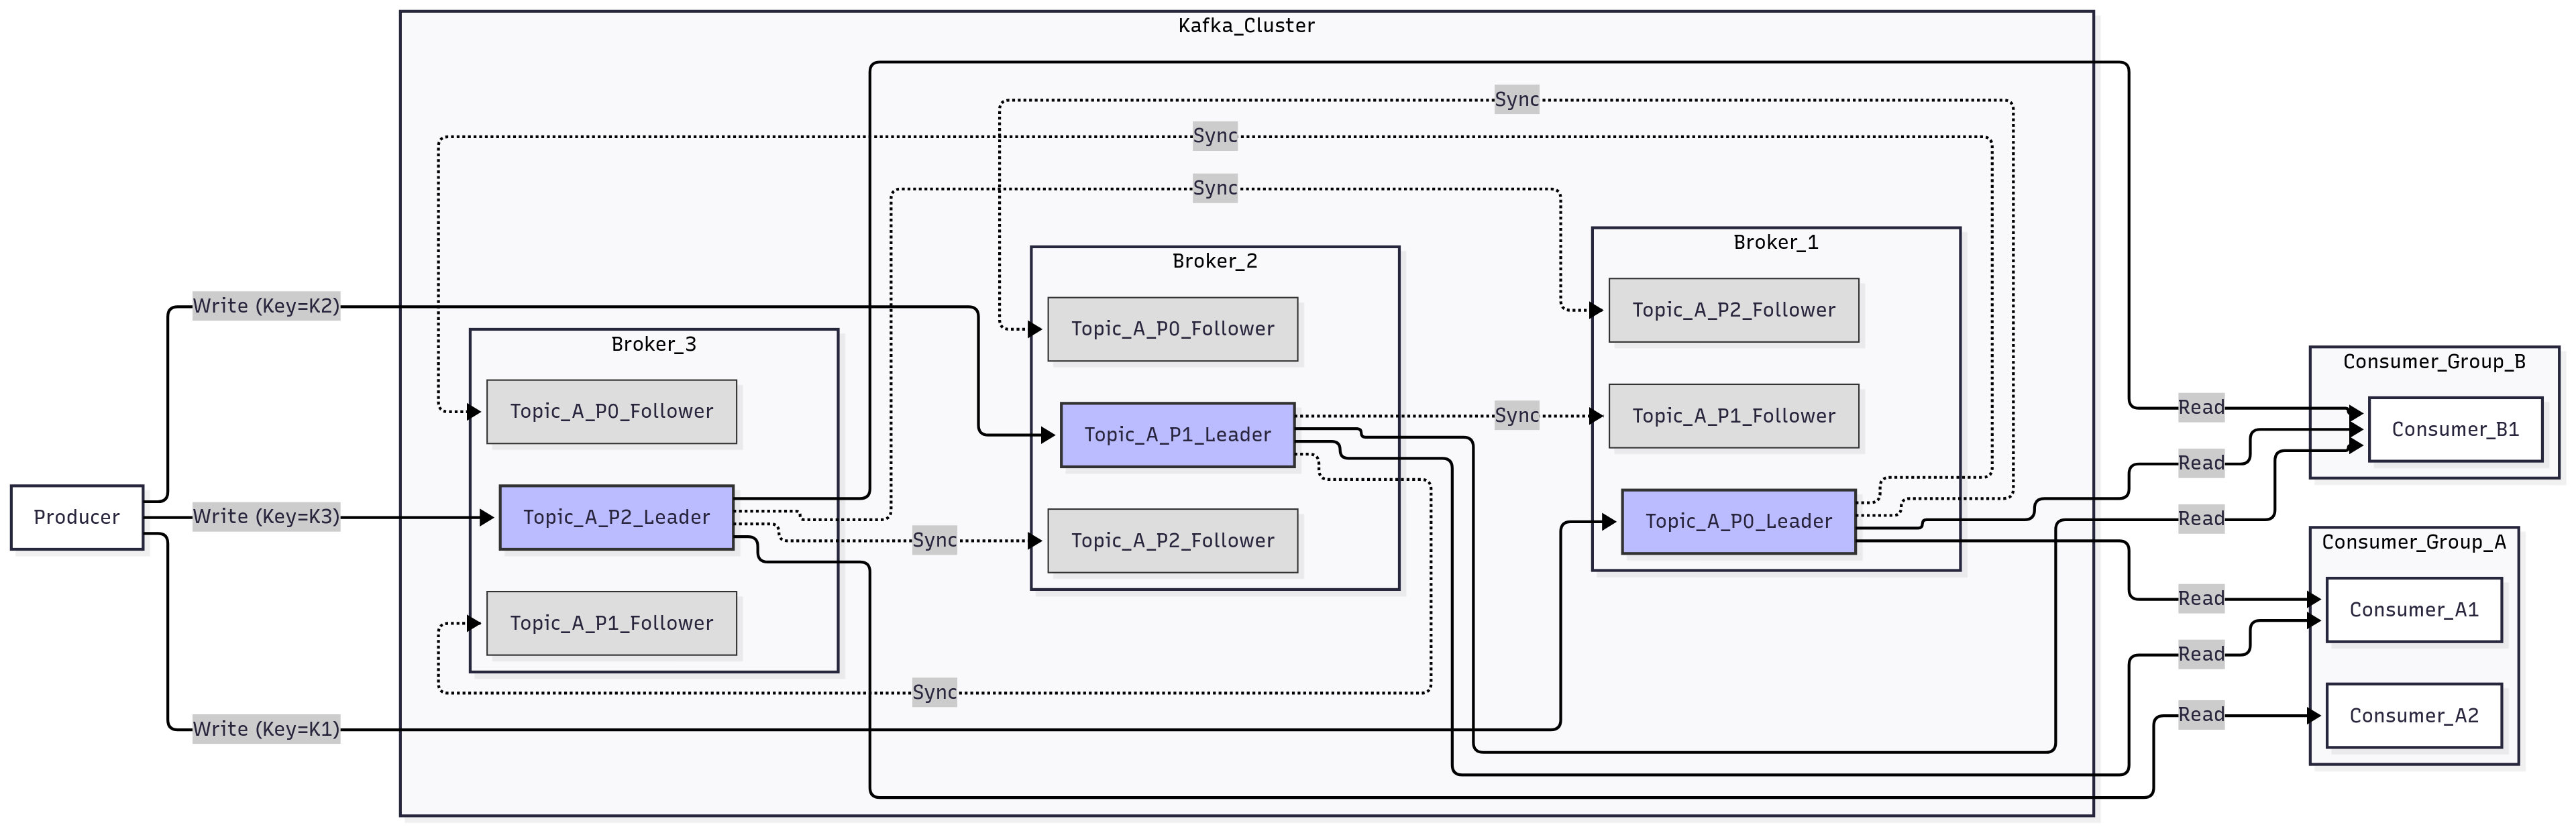 Kafka_Cluster
Sync
Sync
Sync
Broker_1
Broker_2
Topic_A_P2_Follower
Write (Key=K2)
Topic_A_P0_Follower
Broker_3
Consumer_Group_B
Topic_A_P0_Follower
Topic_A_P1_Follower
Sync
Read
Consumer_B1
Topic_A_P1_Leader
Read
Producer
Write (Key=K3)
Topic_A_P2_Leader
Topic_A_P0_Leader
Read
Sync
Topic_A_P2_Follower
Consumer_Group_A
Read
Consumer_A1
Topic_A_P1_Follower
Read
Sync
Read
Consumer_A2
Write (Key=K1)